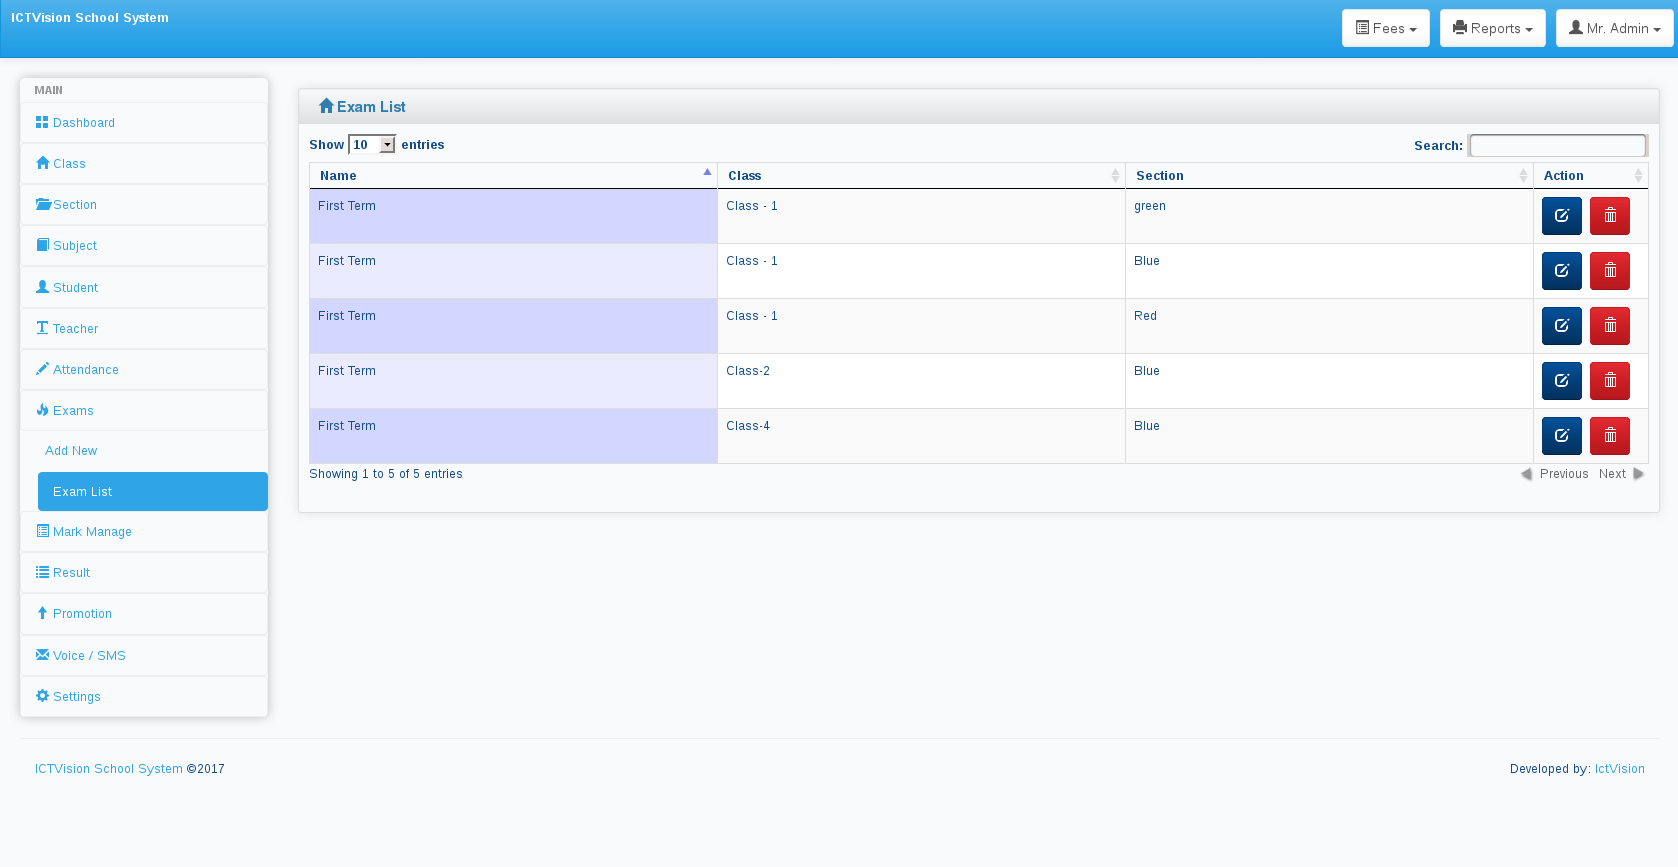 ICTVision School System
Fees
Reports
Mr. Admin
MAIN
Dashboard
Class
Section
Subject
Student
Teacher
Attendance
Exams
Add New
Exam List
Mark Manage
Result
Promotion
Voice / SMS
Settings
Exam List
Show 10 entries
Search:
Name Class Section Action
First Term Class - 1 green
First Term Class - 1 Blue
First Term Class - 1 Red
First Term Class-2 Blue
First Term Class-4 Blue
Showing 1 to 5 of 5 entries
Previous Next
ICTVision School System ©2017
Developed by: IctVision